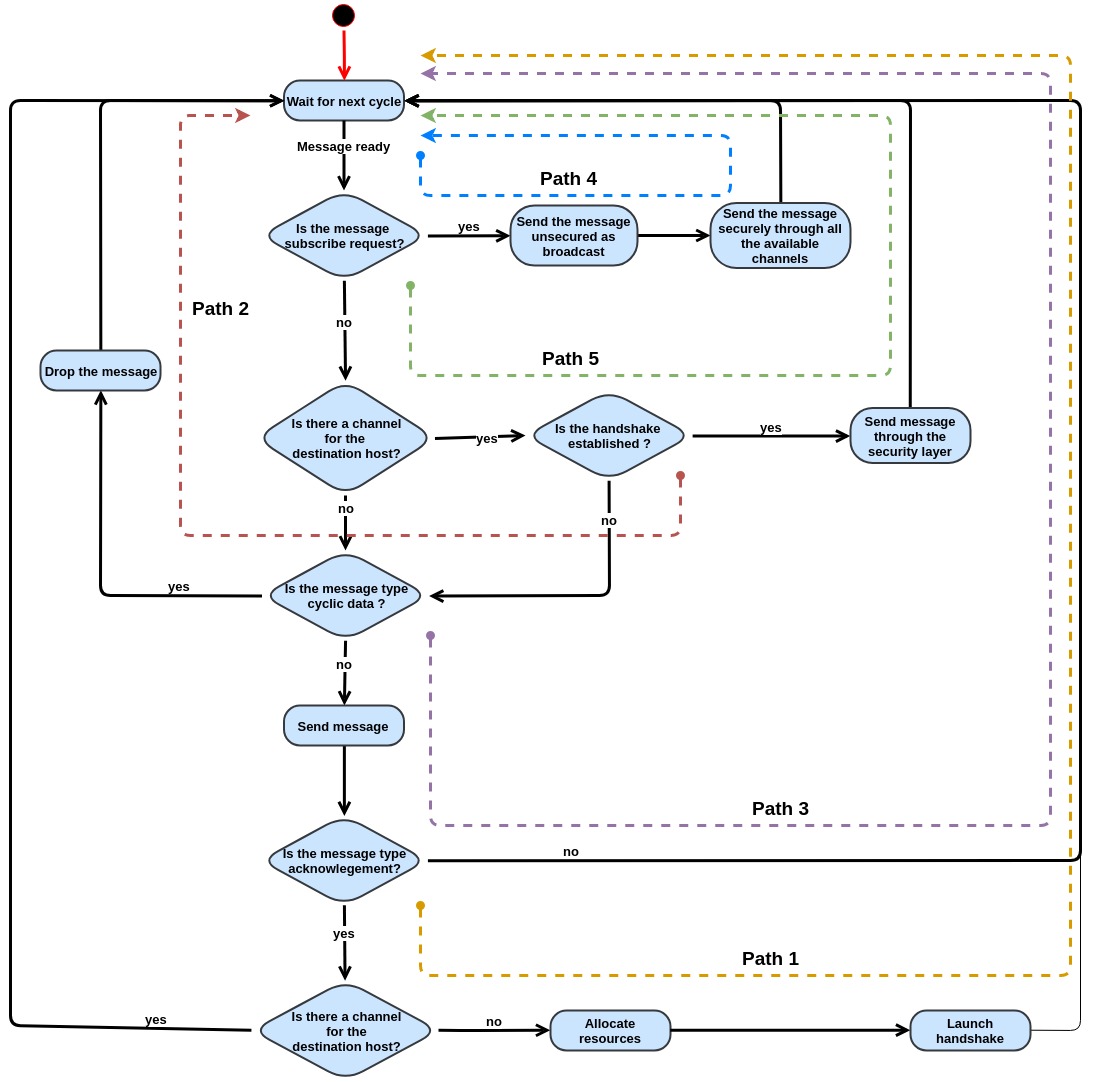 Wait for next cycle
Message ready
Path 4
Is the message
subscribe request?
yes
Send the message
unsecured as
broadcast
Send the message
securely through all
the available
channels
Path 2
no
Path 5
Drop the message
Is there a channel
for the
destination host?
yes
Is the handshake
established ?
yes
Send message
through the
security layer
no
no
Is the message type
cyclic data ?
yes
no
Send message
Path 3
Is the message type
acknowlegement?
no
yes
Path 1
Is there a channel
for the
destination host?
yes
no
Allocate
resources
Launch
handshake